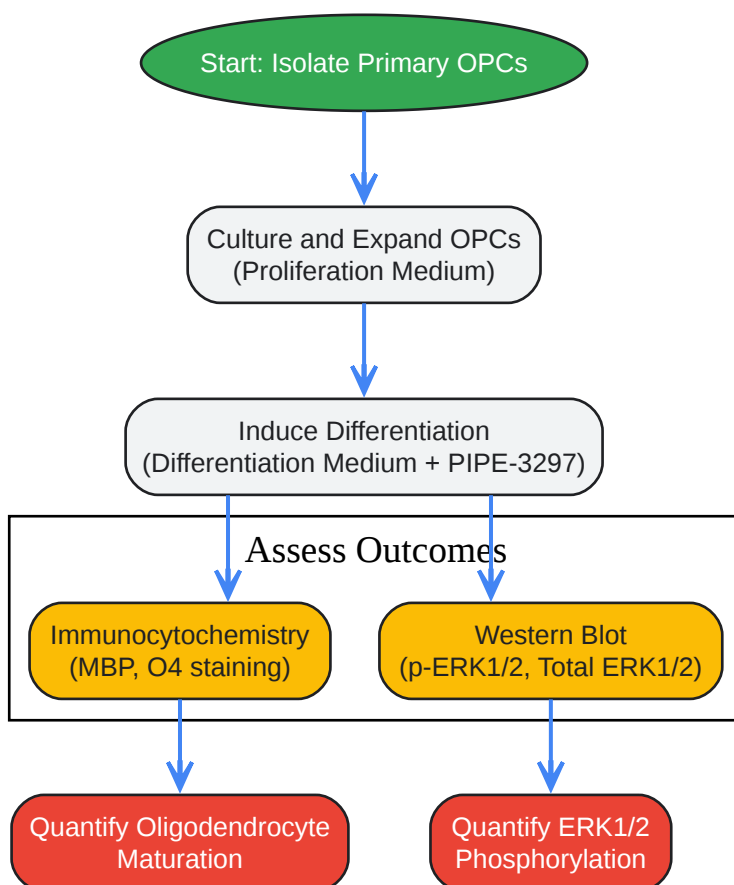 Start: Isolate Primary OPCs
Culture and Expand OPCs
(Proliferation Medium)
Induce Differentiation
(Differentiation Medium + PIPE-3297)
Assess Outcomes
Immunocytochemistry
(MBP, O4 staining)
Western Blot
(p-ERK1/2, Total ERK1/2)
Quantify Oligodendrocyte
Maturation
Quantify ERK1/2
Phosphorylation